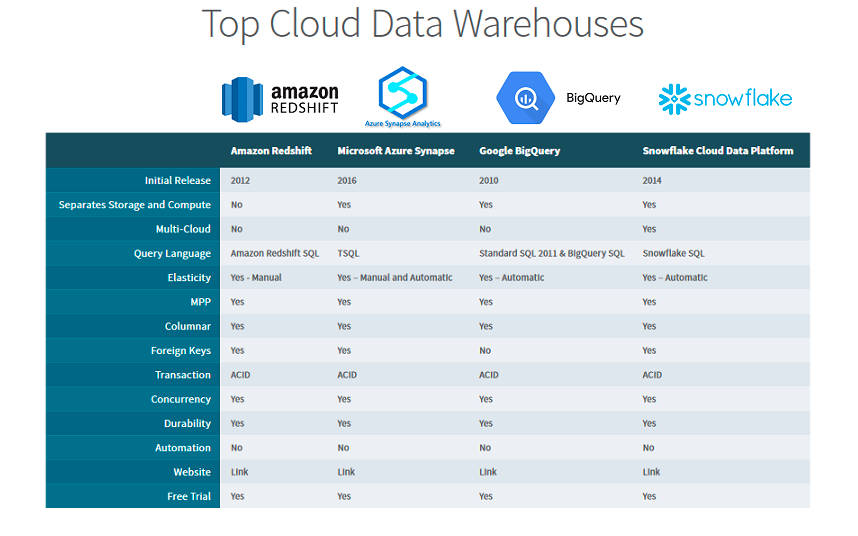 Top Cloud Data Warehouses
amazon
REDSHIFT
Azure Synapse Analytics
BigQuery
snowflake
Amazon Redshift Microsoft Azure Synapse Google BigQuery Snowflake Cloud Data Platform
Initial Release 2012 2016 2010 2014
Separates Storage and Compute No Yes Yes Yes
Multi-Cloud No No No Yes
Query Language Amazon Redshift SQL TSQL Standard SQL 2011 & BigQuery SQL Snowflake SQL
Elasticity Yes - Manual Yes – Manual and Automatic Yes – Automatic Yes – Automatic
MPP Yes Yes Yes Yes
Columnar Yes Yes Yes Yes
Foreign Keys Yes Yes No Yes
Transaction ACID ACID ACID ACID
Concurrency Yes Yes Yes Yes
Durability Yes Yes Yes Yes
Automation No No No No
Website Link Link Link Link
Free Trial Yes Yes Yes Yes